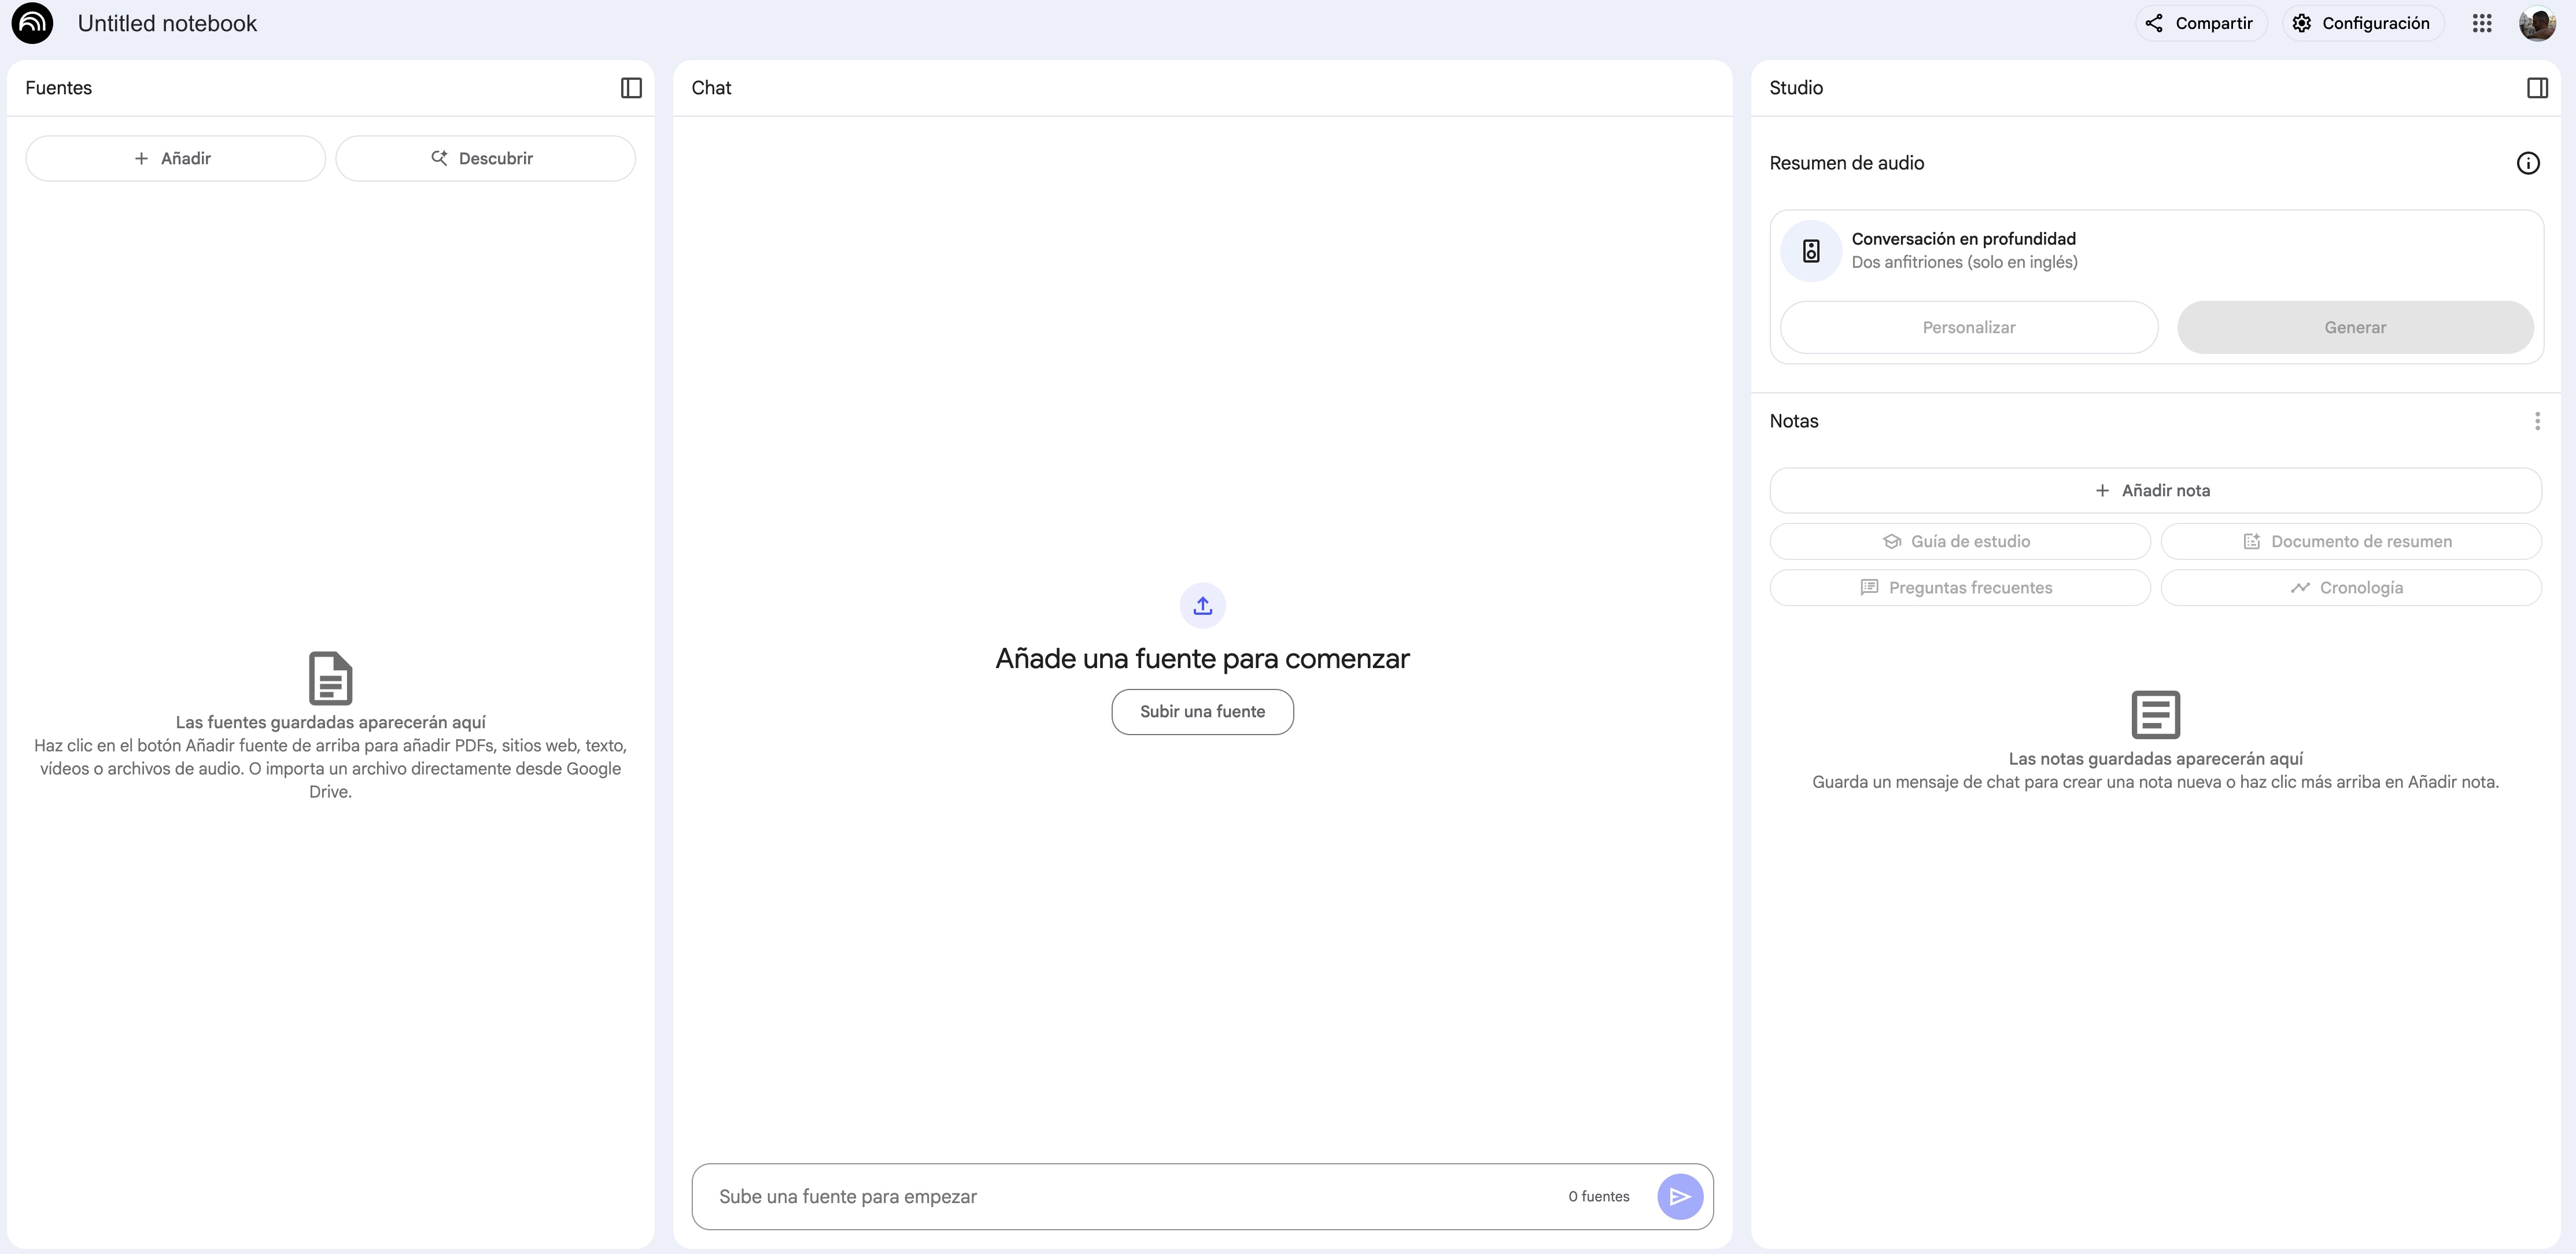 Untitled notebook
Compartir
Configuración
Fuentes
Añadir
Descubrir
Las fuentes guardadas aparecerán aquí
Haz clic en el botón Añadir fuente de arriba para añadir PDFs, sitios web, texto,
vídeos o archivos de audio. O importa un archivo directamente desde Google
Drive.
Chat
Añade una fuente para comenzar
Subir una fuente
Sube una fuente para empezar
0 fuentes
Studio
Resumen de audio
Conversación en profundidad
Dos anfitriones (solo en inglés)
Personalizar
Generar
Notas
Añadir nota
Guía de estudio
Documento de resumen
Preguntas frecuentes
Cronología
Las notas guardadas aparecerán aquí
Guarda un mensaje de chat para crear una nota nueva o haz clic más arriba en Añadir nota.